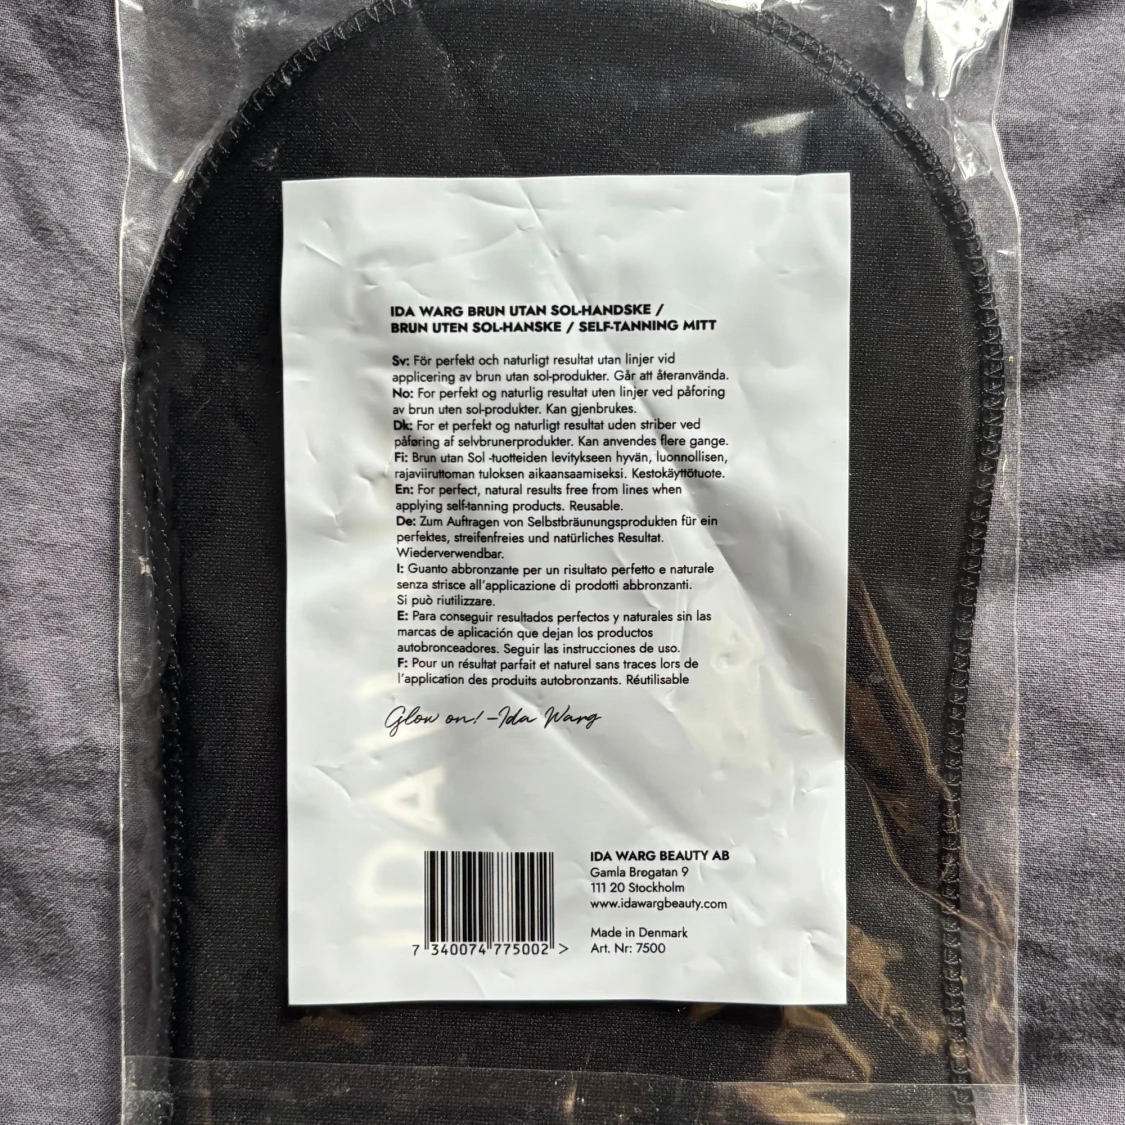 IDA WARG BRUN UTAN SOL-HANDSKE /
BRUN UTEN SOL-HANSKE / SELF-TANNING MITT
Sv: För perfekt och naturligt resultat utan linjer vid
applicering av brun utan sol-produkter. Går att återanvända.
No: For perfekt og naturlig resultat uten linjer ved påforing
av brun uten sol-produkter. Kan gjenbrukes.
Dk: For et perfekt og naturligt resultat uden striber ved
påføring af selvbrunerprodukter. Kan anvendes flere gange.
Fi: Brun utan Sol -tuotteiden levitykseen hyvän, luonnollisen,
rajaviiruttoman tuloksen aikaansaamiseksi. Kestokäyttötuote.
En: For perfect, natural results free from lines when
applying self-tanning products. Reusable.
De: Zum Auftragen von Selbstbräunungsprodukten für ein
perfektes, streifenfreies und natürliches Resultat.
Wiederverwendbar.
I: Guanto abbronzante per un risultato perfetto e naturale
senza strisce all'applicazione di prodotti abbronzanti.
Si può riutilizzare.
E: Para conseguir resultados perfectos y naturales sin las
marcas de aplicación que dejan los productos
autobronceadores. Seguir las instrucciones de uso.
F: Pour un résultat parfait et naturel sans traces lors de
l'application des produits autobronzants. Réutilisable
Glow on! -Ida Warg
IDA WARG BEAUTY AB
Gamla Brogatan 9
111 20 Stockholm
www.idawargbeauty.com
Made in Denmark
Art. Nr: 7500
7 340074 775002 >